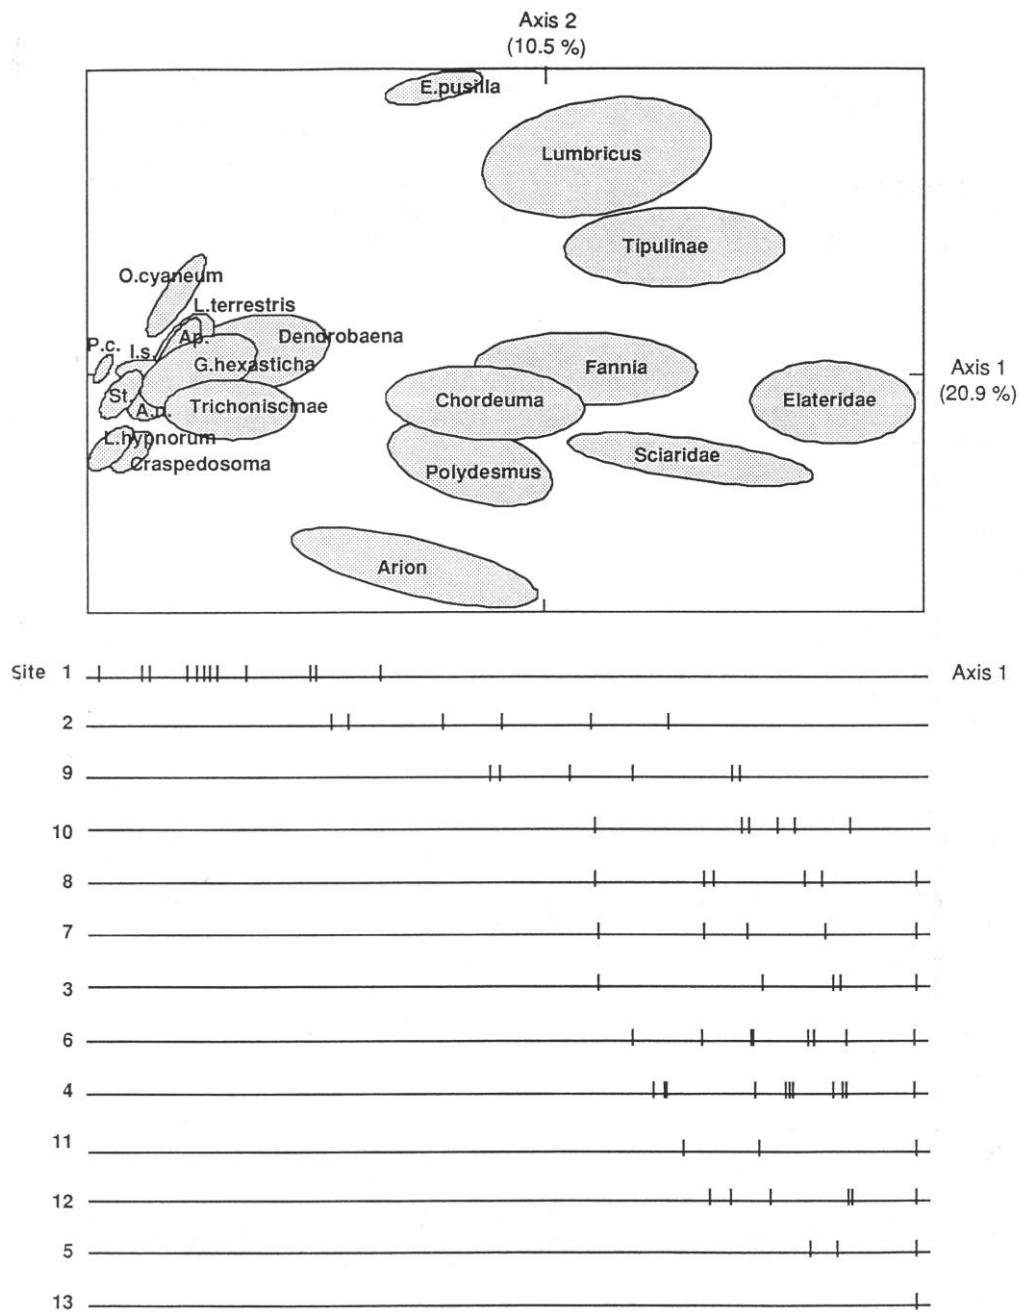 Axis 2
(10.5 %)
E.pusilla
Lumbricus
Tipulinae
O.cyaneum
L.terrestris
Ap.
Dendrobaena
P.c.
I.s.
G.hexasticha
Fannia
Axis 1
(20.9 %)
St.
A.n.
Trichoniscinae
Chordeuma
Elateridae
L.hypnorum
Craspedosoma
Polydesmus
Sciaridae
Arion
Site 1
Axis 1
2
9
10
8
7
3
6
4
11
12
5
13